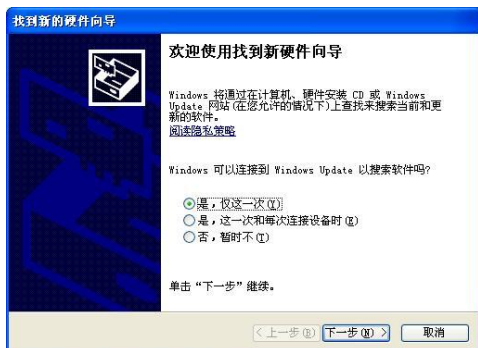 找到新的硬件向导
欢迎使用找到新硬件向导
Windows 将通过在计算机、硬件安装 CD 或 Windows
Update 网站(在您允许的情况下)上查找来搜索当前和更
新的软件。
阅读隐私策略
Windows 可以连接到 Windows Update 以搜索软件吗?
是，仅这一次(Y)
是，这一次和每次连接设备时(E)
否，暂时不(T)
单击“下一步”继续。
< 上一步(B) 下一步(N) > 取消